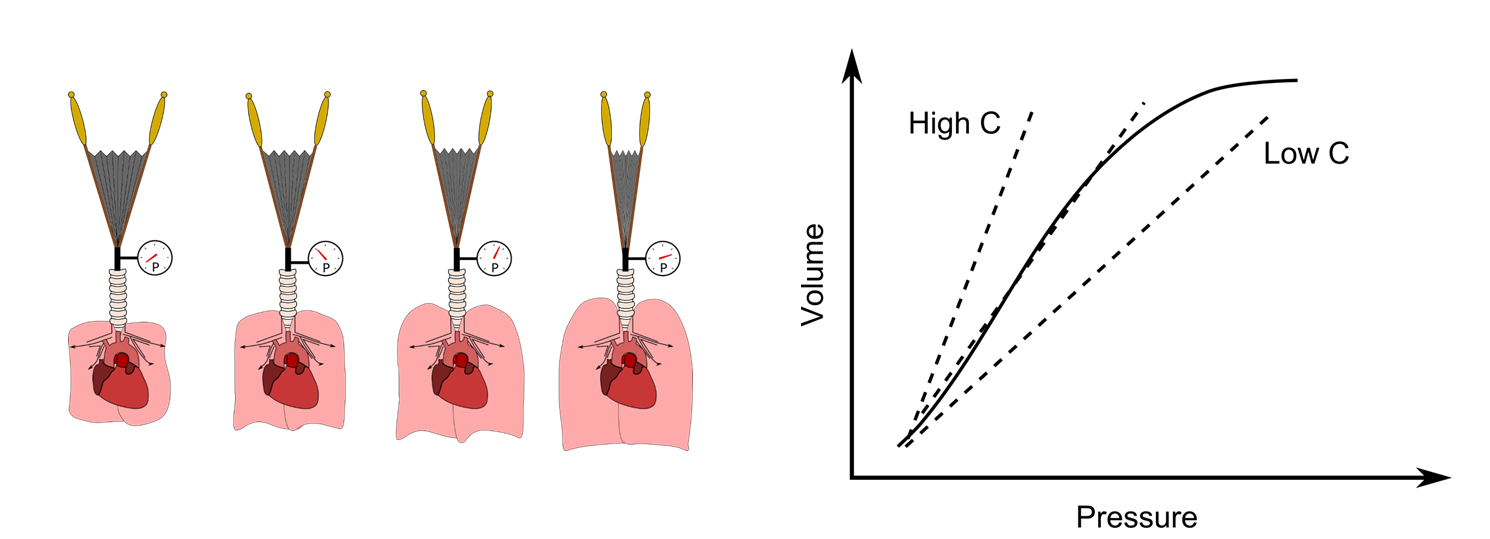 P
P
P
P
High C
Low C
Volume
Pressure